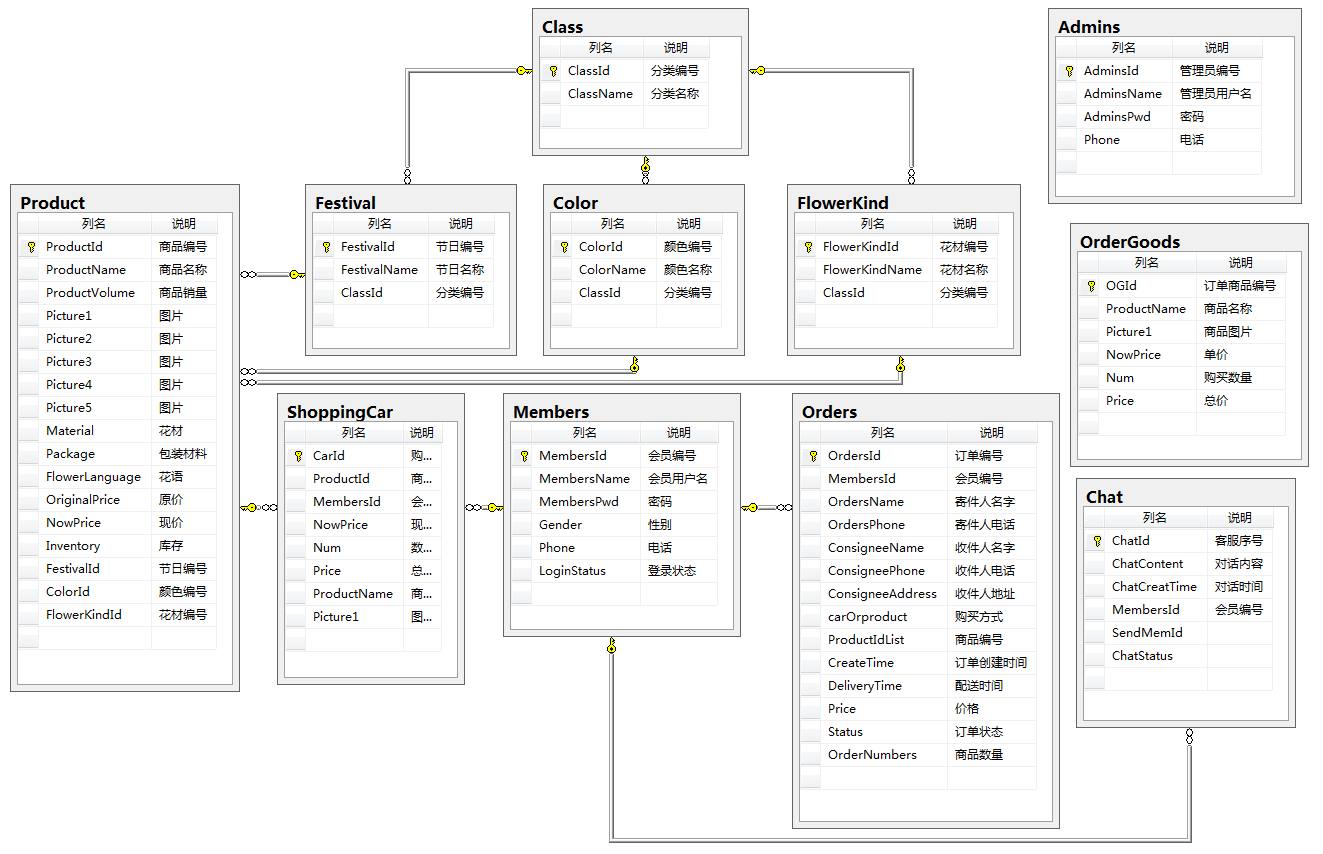 Class
列名 说明
ClassId 分类编号
ClassName 分类名称
Admins
列名 说明
AdminsId 管理员编号
AdminsName 管理员用户名
AdminsPwd 密码
Phone 电话
Product
列名 说明
ProductId 商品编号
ProductName 商品名称
ProductVolume 商品销量
Picture1 图片
Picture2 图片
Picture3 图片
Picture4 图片
Picture5 图片
Material 花材
Package 包装材料
FlowerLanguage 花语
OriginalPrice 原价
NowPrice 现价
Inventory 库存
FestivalId 节日编号
ColorId 颜色编号
FlowerKindId 花材编号
Festival
列名 说明
FestivalId 节日编号
FestivalName 节日名称
ClassId 分类编号
Color
列名 说明
ColorId 颜色编号
ColorName 颜色名称
ClassId 分类编号
FlowerKind
列名 说明
FlowerKindId 花材编号
FlowerKindName 花材名称
ClassId 分类编号
OrderGoods
列名 说明
OGId 订单商品编号
ProductName 商品名称
Picture1 商品图片
NowPrice 单价
Num 购买数量
Price 总价
ShoppingCar
列名 说明
CarId 购...
ProductId 商...
MembersId 会...
NowPrice 现...
Num 数...
Price 总...
ProductName 商...
Picture1 图...
Members
列名 说明
MembersId 会员编号
MembersName 会员用户名
MembersPwd 密码
Gender 性别
Phone 电话
LoginStatus 登录状态
Orders
列名 说明
OrdersId 订单编号
MembersId 会员编号
OrdersName 寄件人名字
OrdersPhone 寄件人电话
ConsigneeName 收件人名字
ConsigneePhone 收件人电话
ConsigneeAddress 收件人地址
carOrproduct 购买方式
ProductIdList 商品编号
CreateTime 订单创建时间
DeliveryTime 配送时间
Price 价格
Status 订单状态
OrderNumbers 商品数量
Chat
列名 说明
ChatId 客服序号
ChatContent 对话内容
ChatCreatTime 对话时间
MembersId 会员编号
SendMemId
ChatStatus